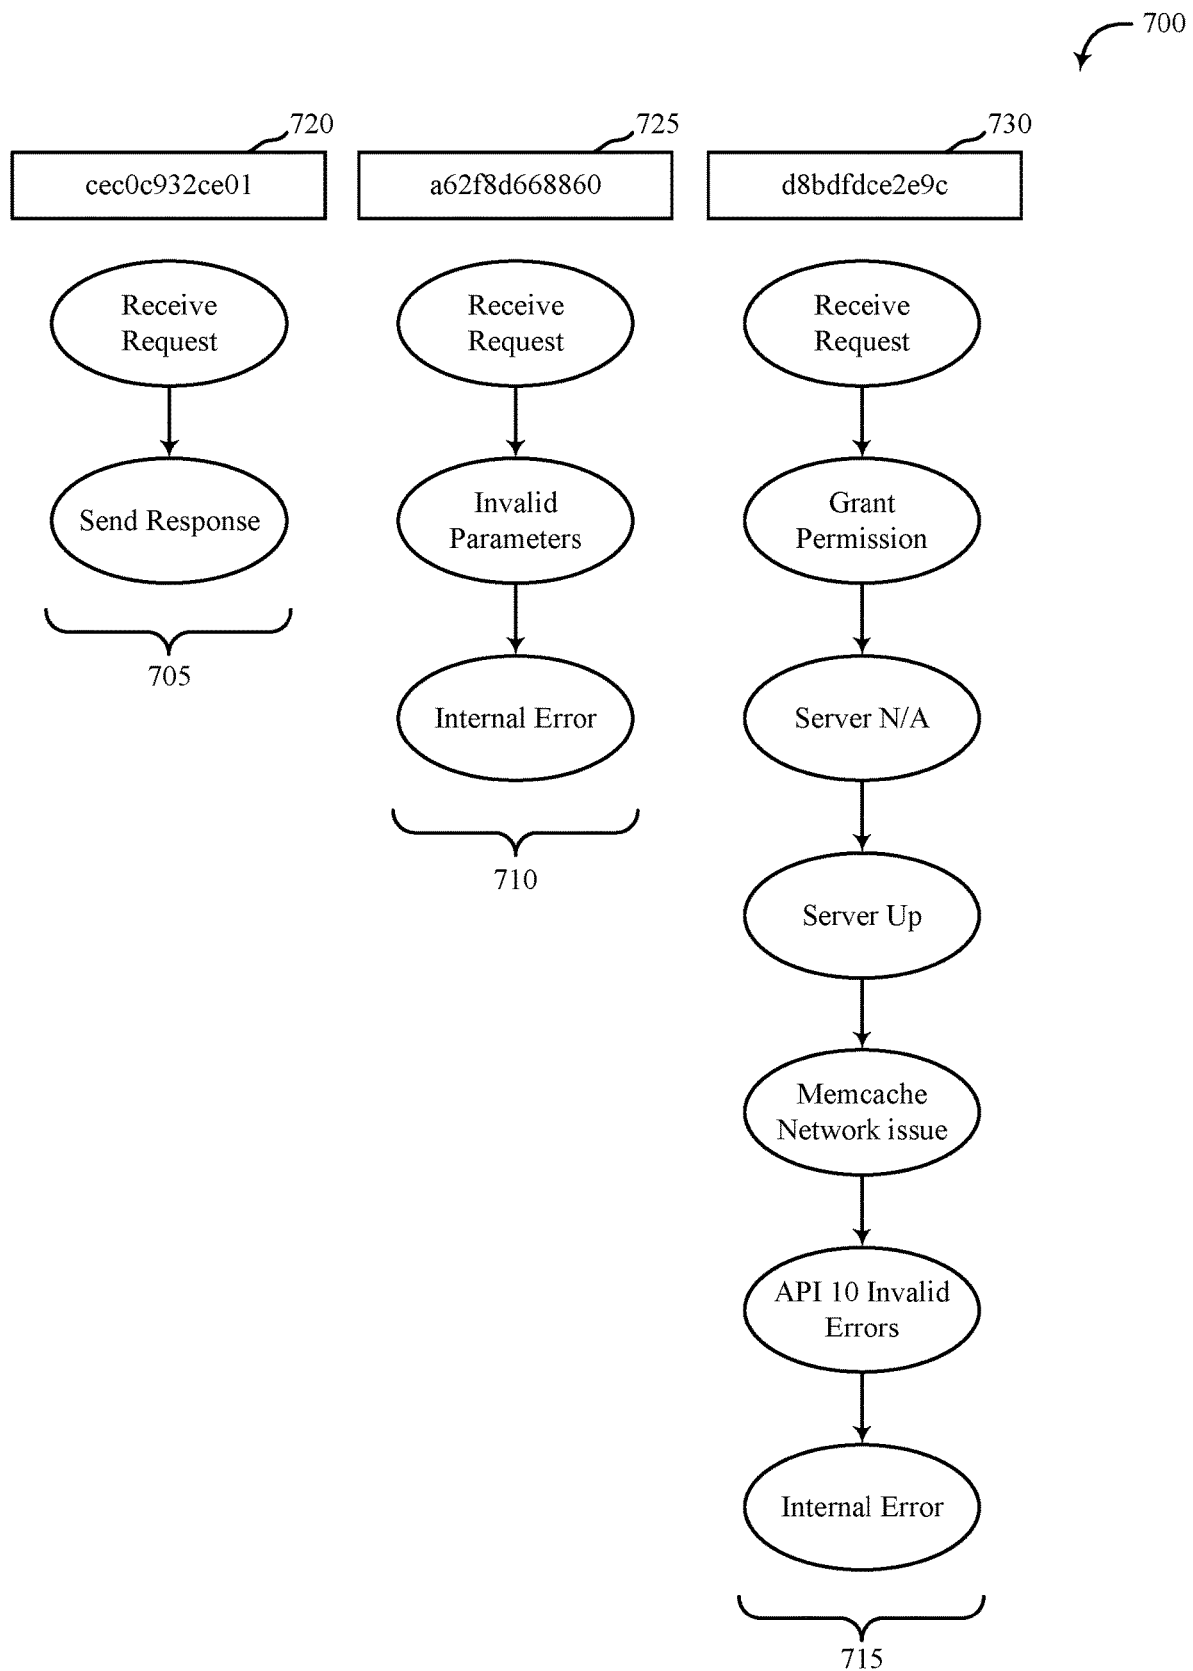 700
720
725
730
cec0c932ce01
a62f8d668860
d8bdfdce2e9c
Receive
Request
Receive
Request
Receive
Request
Send Response
Invalid
Parameters
Grant
Permission
705
Internal Error
Server N/A
710
Server Up
Memcache
Network issue
API 10 Invalid
Errors
Internal Error
715